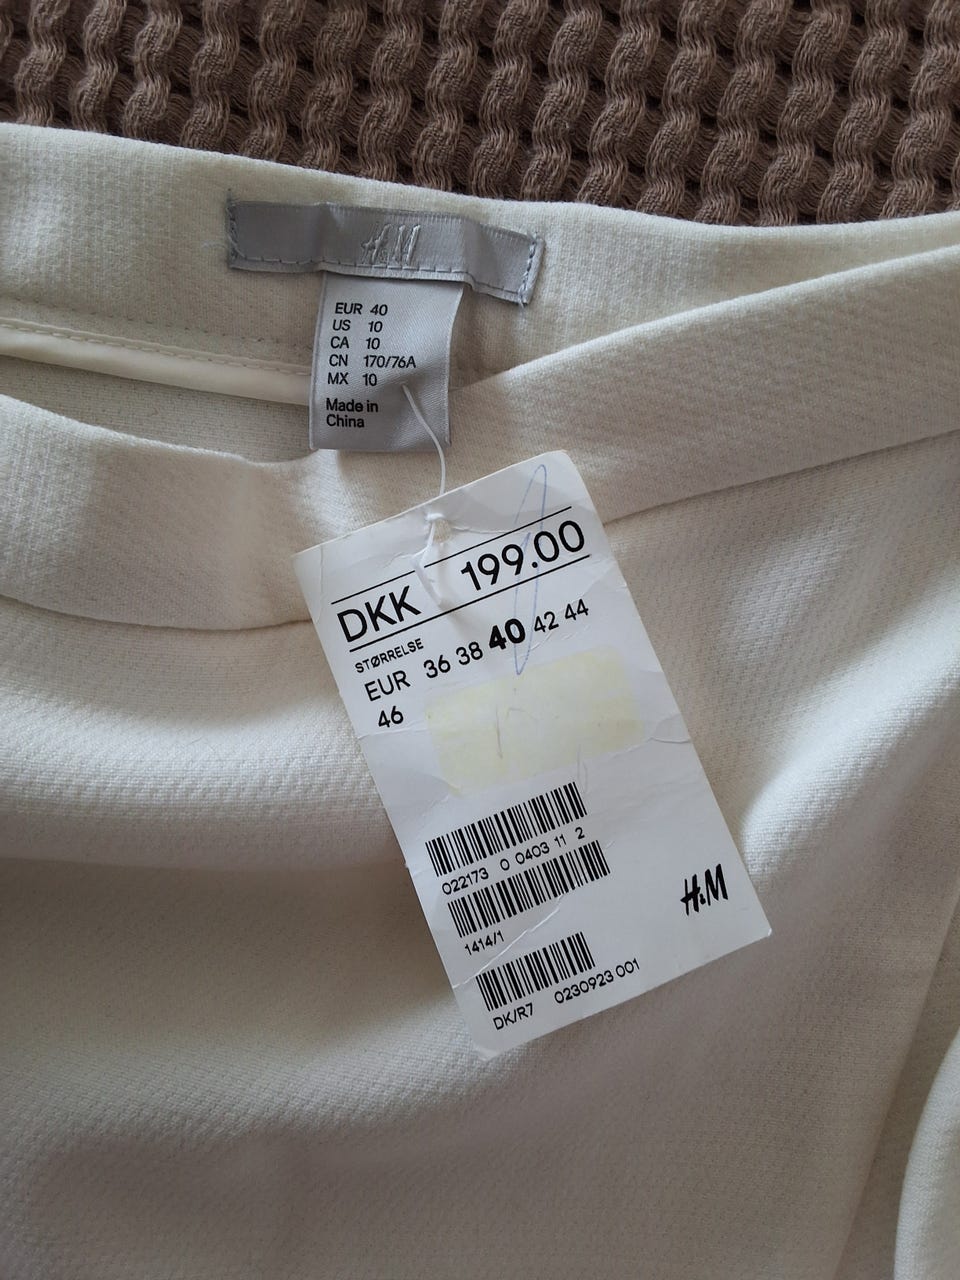 H&M
EUR 40
US 10
CA 10
CN 170/76A
MX 10
Made in
China
DKK 199.00
STØRRELSE
EUR 36 38 40 42 44
46
022173 0 0403 11 2
1414/1
H&M
DK/R7 0230923 001